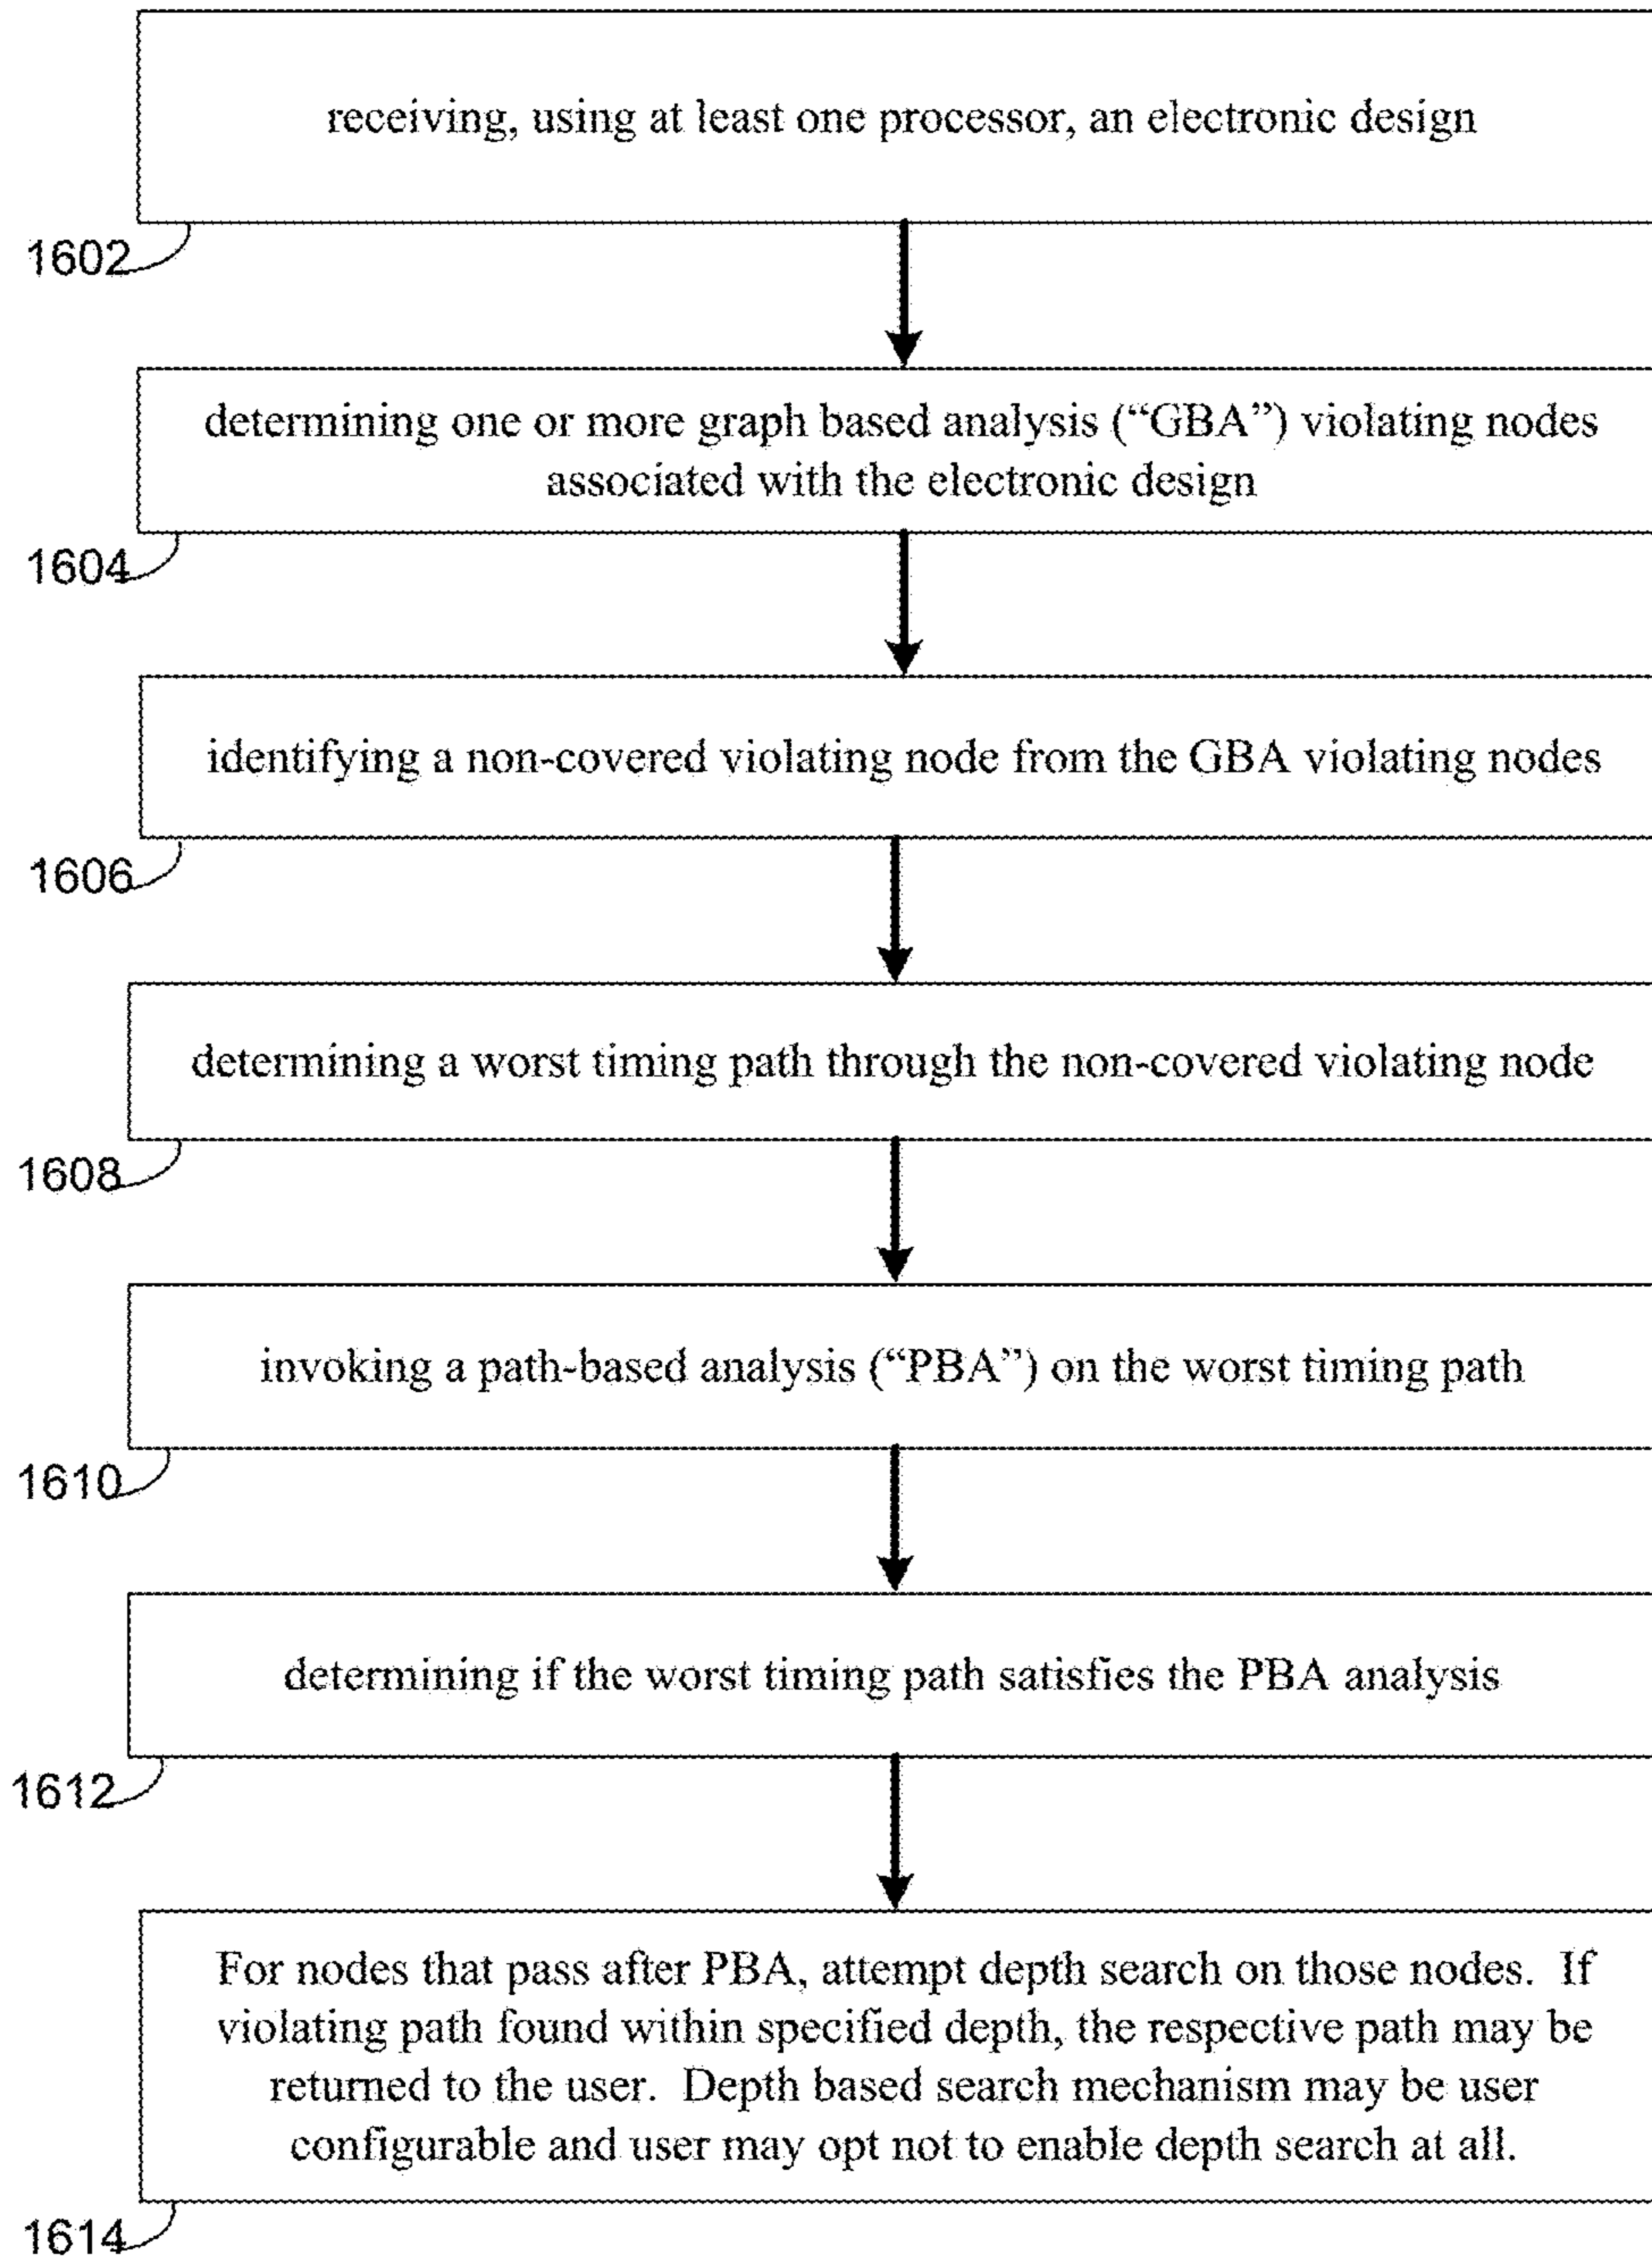 receiving, using at least one processor, an electronic design
1602
determining one or more graph based analysis (“GBA”) violating nodes
associated with the electronic design
1604
identifying a non-covered violating node from the GBA violating nodes
1606
determining a worst timing path through the non-covered violating node
1608
invoking a path-based analysis (“PBA”) on the worst timing path
1610
determining if the worst timing path satisfies the PBA analysis
1612
For nodes that pass after PBA, attempt depth search on those nodes. If
violating path found within specified depth, the respective path may be
returned to the user. Depth based search mechanism may be user
configurable and user may opt not to enable depth search at all.
1614